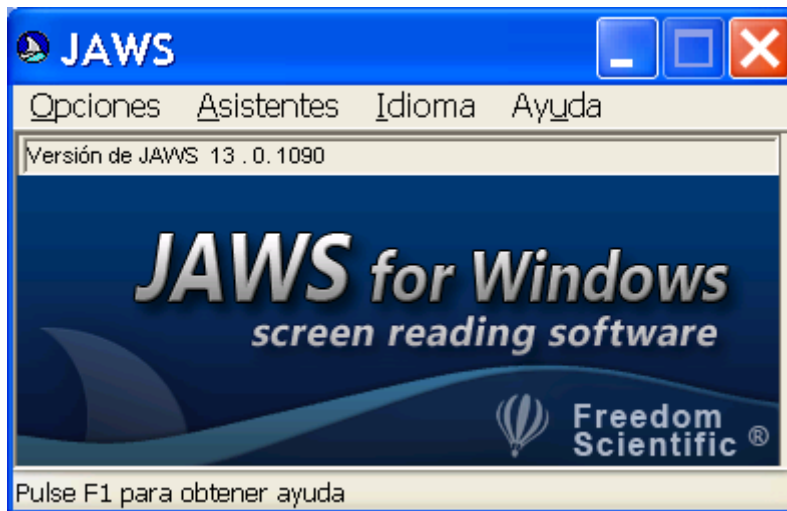 JAWS
Opciones Asistentes Idioma Ayuda
Versión de JAWS 13 . 0 . 1090
JAWS for Windows
screen reading software
Freedom
Scientific ®
Pulse F1 para obtener ayuda